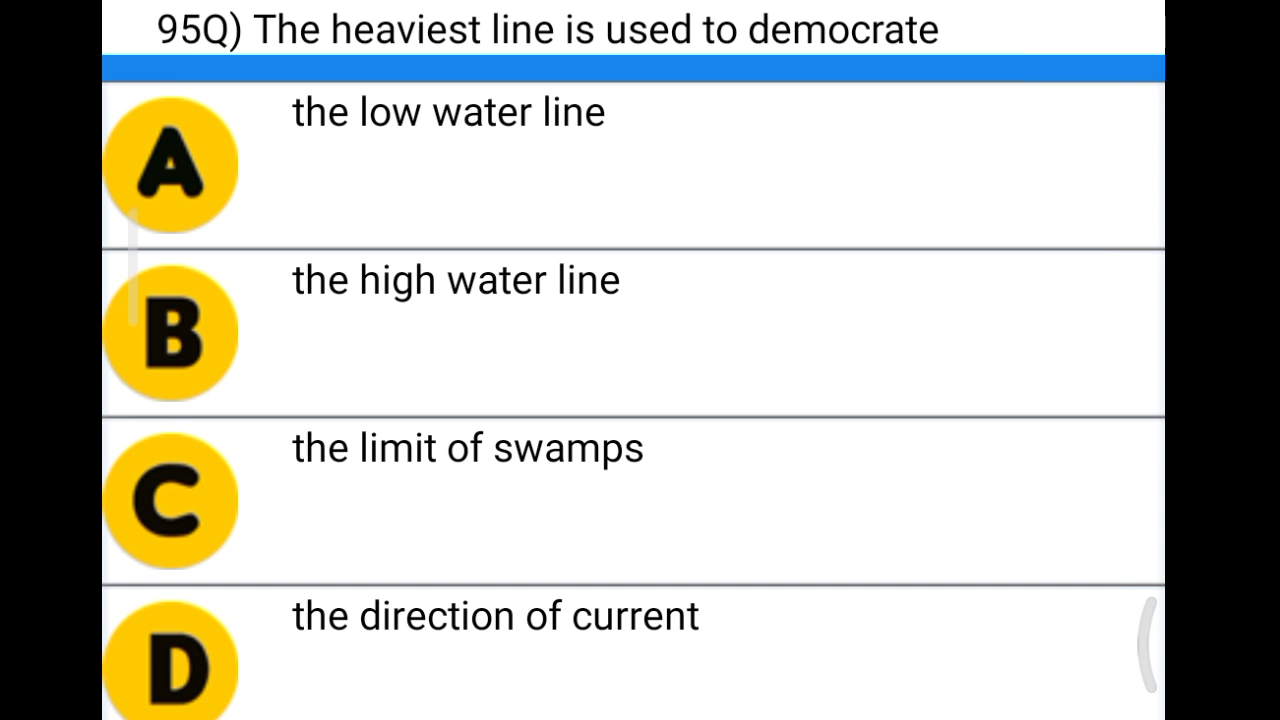 95Q) The heaviest line is used to democrate
A the low water line
B the high water line
C the limit of swamps
D the direction of current